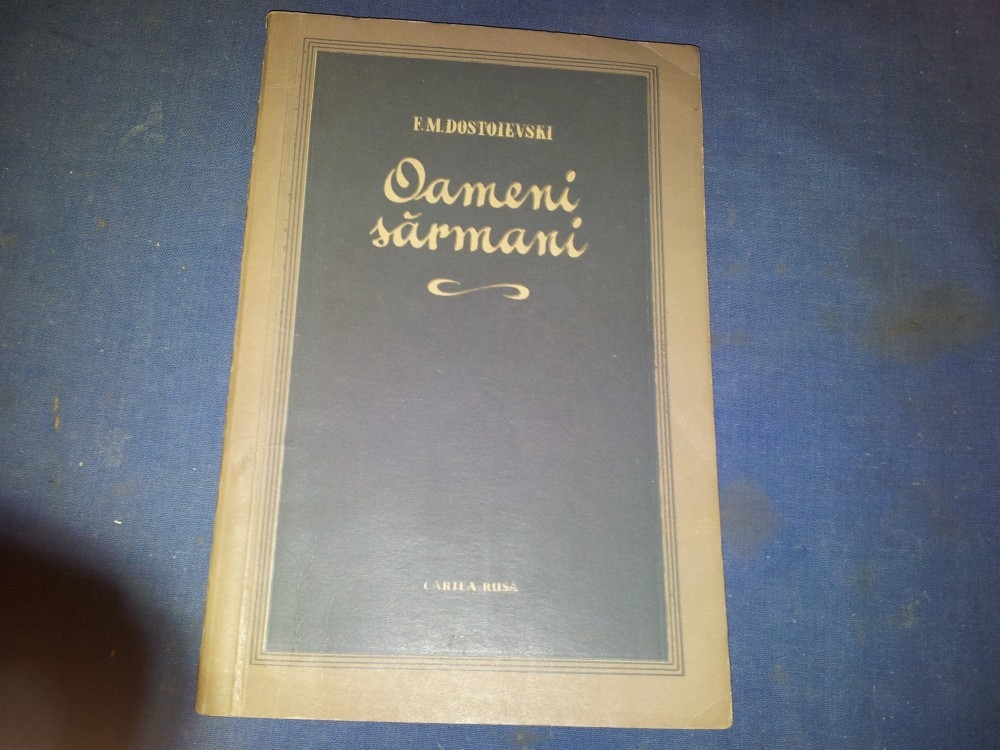 F.M.DOSTOIEVSKI
Oameni
sărmani
CARTEA RUSĂ